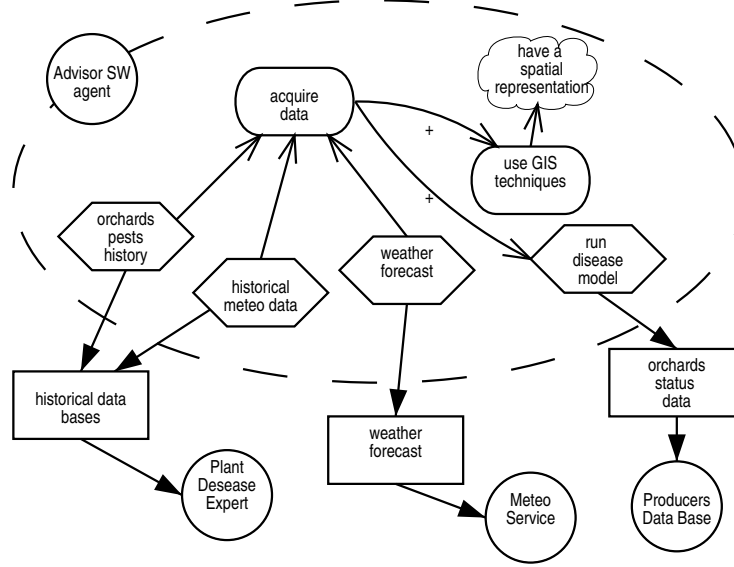 Advisor SW
agent
acquire
data
have a
spatial
representation
+
use GIS
techniques
+
orchards
pests
history
historical
meteo data
weather
forecast
run
disease
model
historical data
bases
weather
forecast
orchards
status
data
Plant
Desease
Expert
Meteo
Service
Producers
Data Base